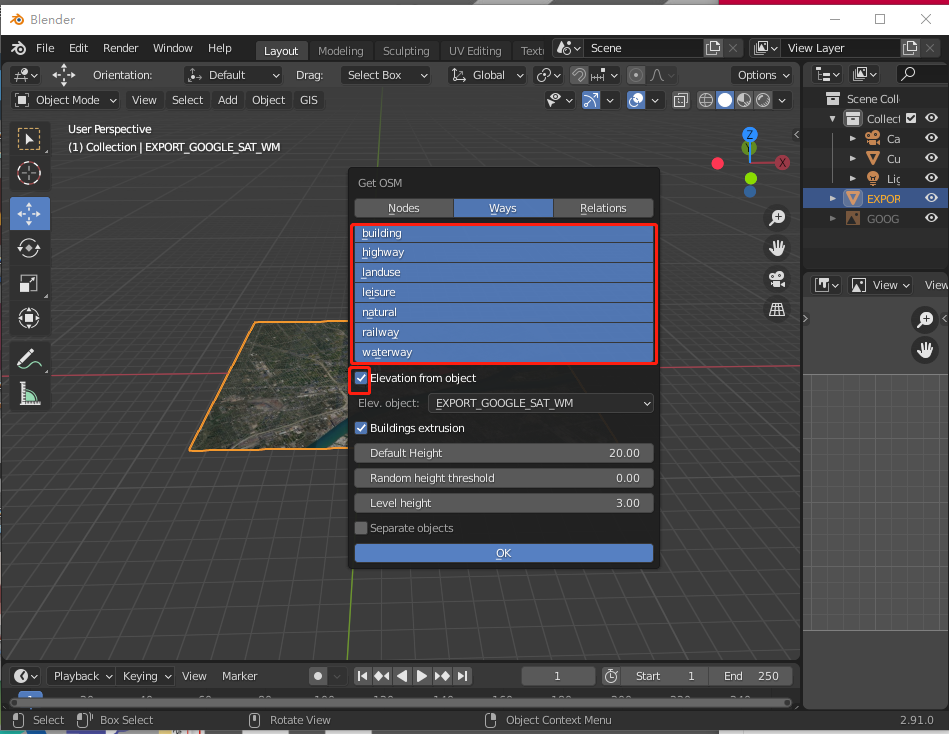 Blender
File Edit Render Window Help Layout Modeling Sculpting UV Editing Scene View Layer
Orientation: Default Drag: Select Box Global Options
Object Mode View Select Add Object GIS
User Perspective
(1) Collection | EXPORT_GOOGLE_SAT_WM
Z
Y
X
Scene Coll
Collect
Ca
Cu
Lig
EXPOR
GOOG
View View
Get OSM
Nodes Ways Relations
building
highway
landuse
leisure
natural
railway
waterway
Elevation from object
Elev. object: EXPORT_GOOGLE_SAT_WM
Buildings extrusion
Default Height 20.00
Random height threshold 0.00
Level height 3.00
Separate objects
OK
Playback Keying View Marker 1 Start 1 End 250
Select Box Select Rotate View Object Context Menu 2.91.0